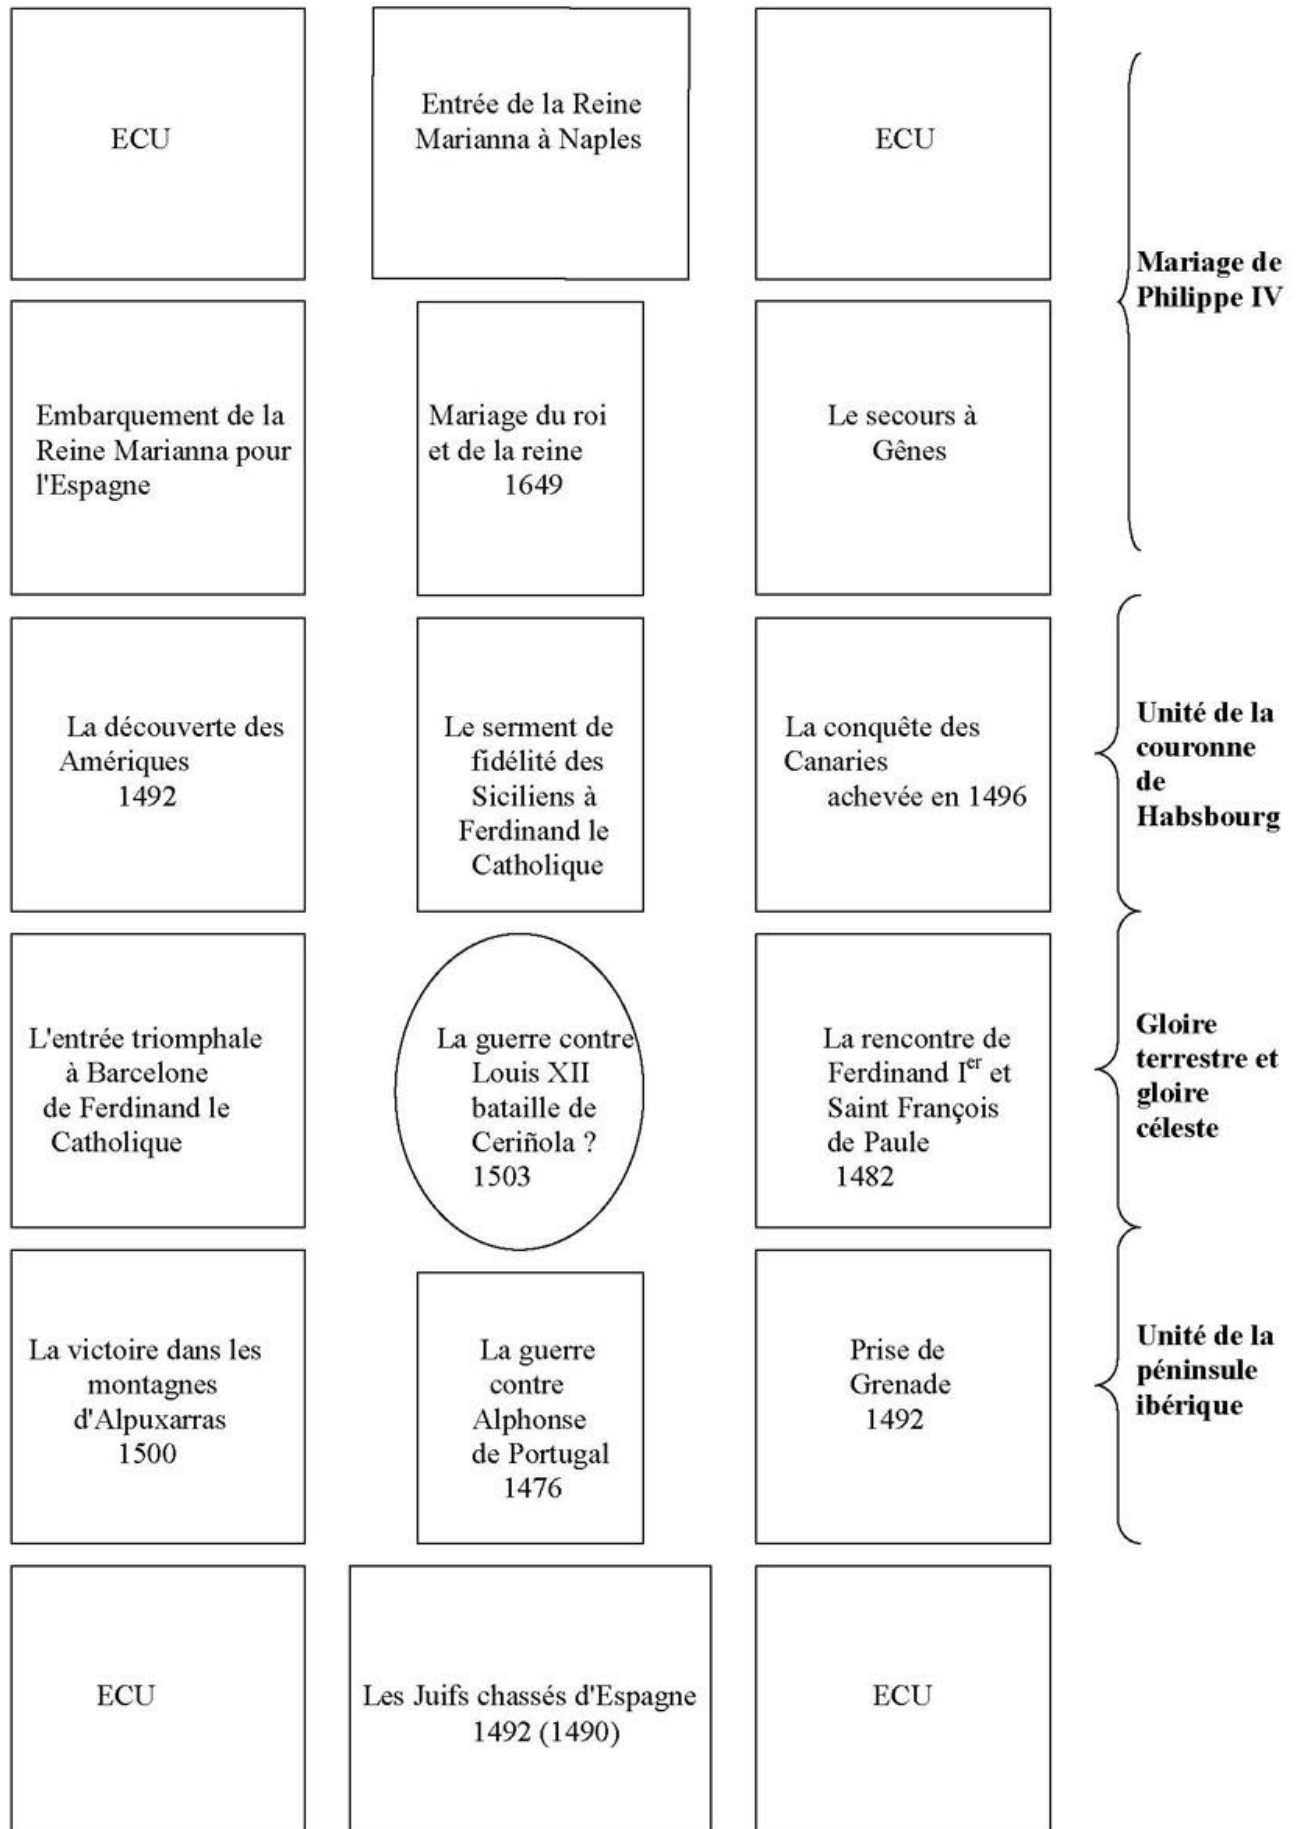 ECU
Entrée de la Reine
Marianna à Naples
ECU
Mariage de
Philippe IV
Embarquement de la
Reine Marianna pour
l'Espagne
Mariage du roi
et de la reine
1649
Le secours à
Gênes
La découverte des
Amériques
1492
Le serment de
fidélité des
Siciliens à
Ferdinand le
Catholique
La conquête des
Canaries
achevée en 1496
Unité de la
couronne
de
Habsbourg
L'entrée triomphale
à Barcelone
de Ferdinand le
Catholique
La guerre contre
Louis XII
bataille de
Ceriñola ?
1503
La rencontre de
Ferdinand Ier et
Saint François
de Paule
1482
Gloire
terrestre et
gloire
céleste
La victoire dans les
montagnes
d'Alpuxarras
1500
La guerre
contre
Alphonse
de Portugal
1476
Prise de
Grenade
1492
Unité de la
péninsule
ibérique
ECU
Les Juifs chassés d'Espagne
1492 (1490)
ECU